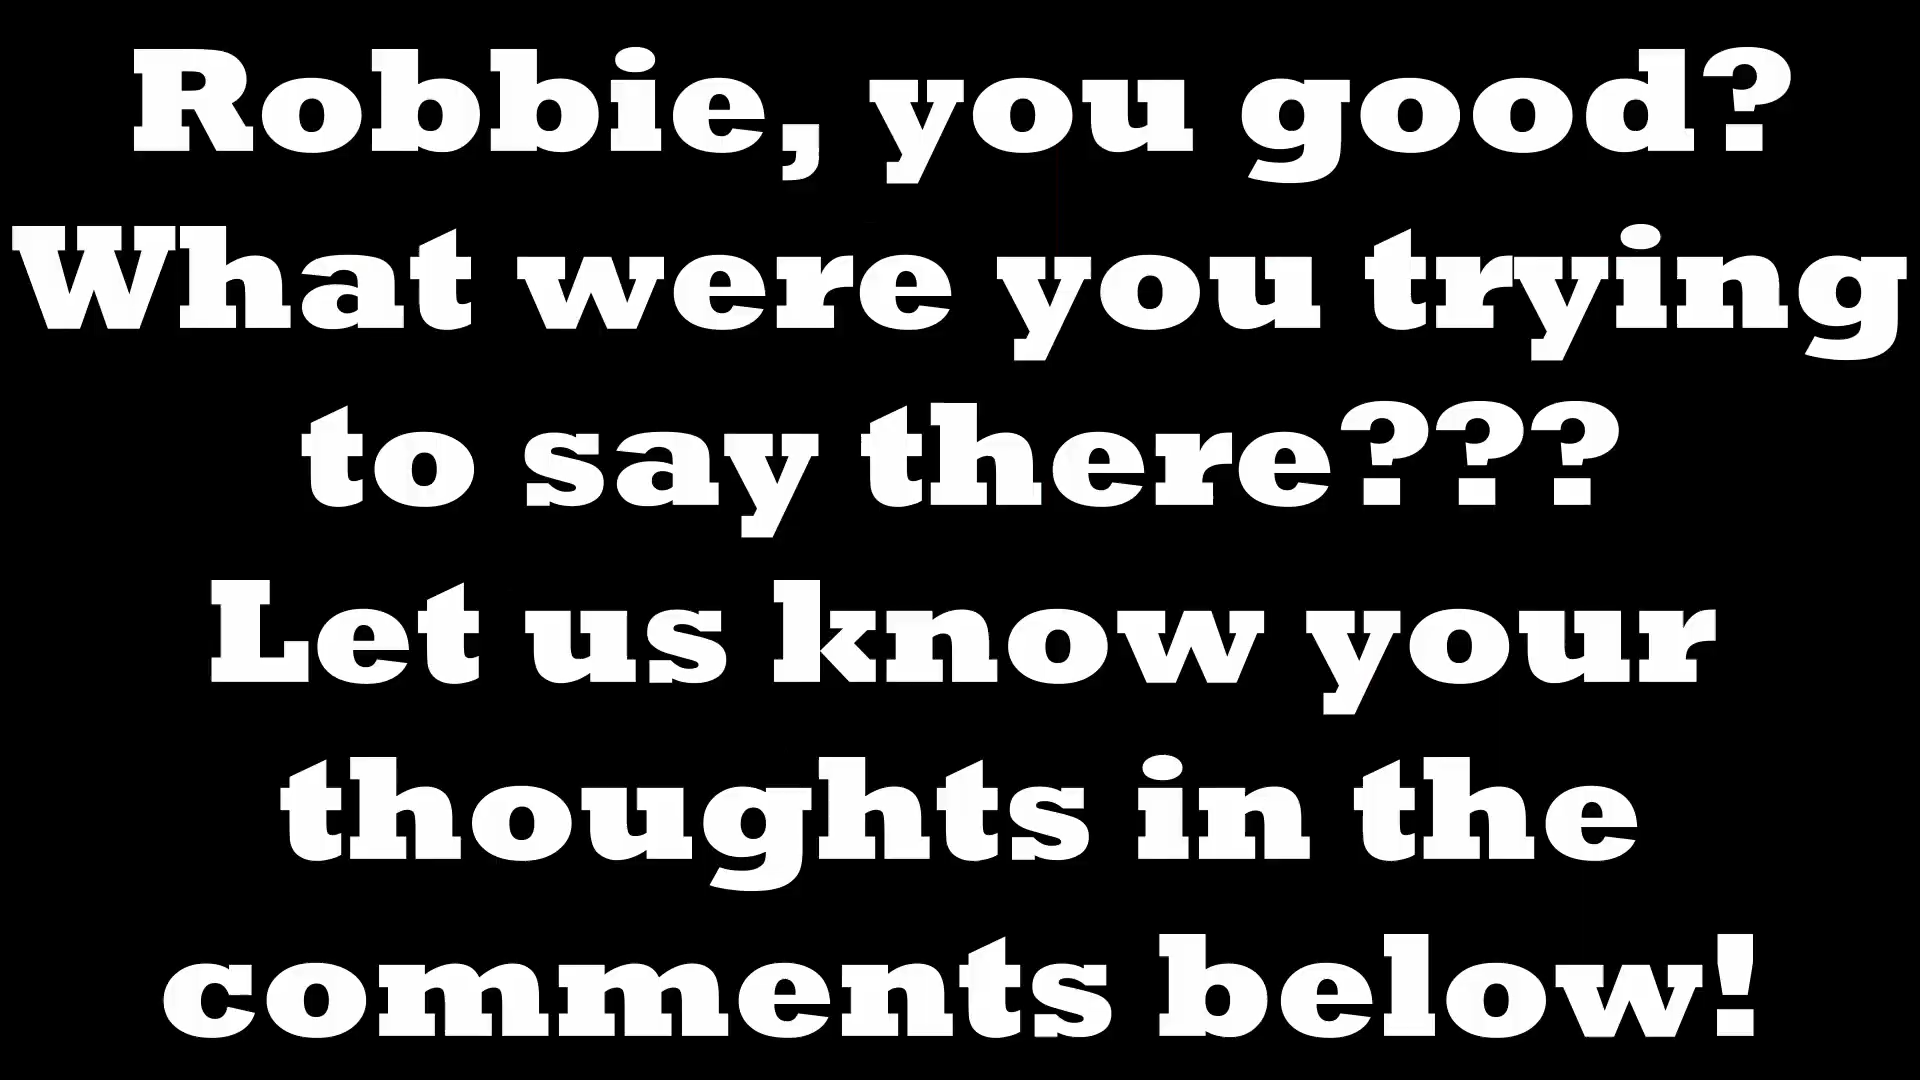 Robbie, you good?
What were you trying
to say there???
Let us know your
thoughts in the
comments below!